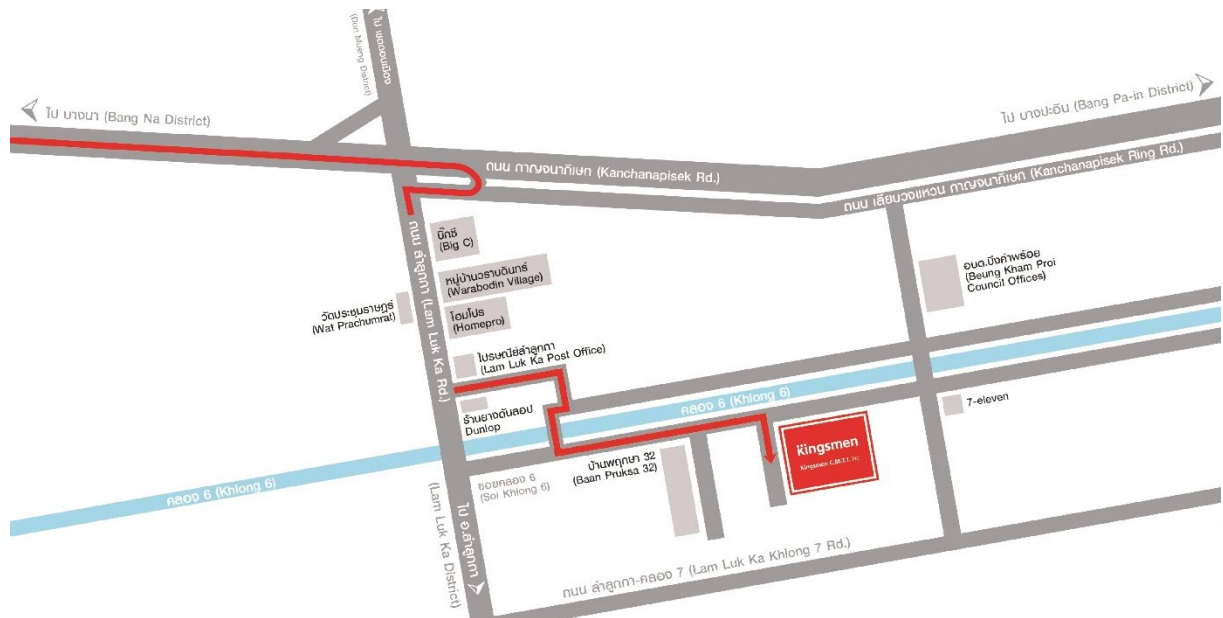 ไป เขตดอนเมือง
(Don Mueng District)
ไป บางนา (Bang Na District)
ไป บางปะอิน (Bang Pa-in District)
ถนน กาญจนาภิเษก (Kanchanapisek Rd.)
ถนน เลียบวงแหวน กาญจนาภิเษก (Kanchanapisek Ring Rd.)
ถนน ลำลูกกา (Lam Luk Ka Rd.)
บิ๊กซี
(Big C)
หมู่บ้านวราบดินทร์
(Warabodin Village)
วัดประชุมราษฎร์
(Wat Prachumrat)
โฮมโปร
(Homepro)
อบต.บึงคำพร้อย
(Beung Kham Proi
Council Offices)
ไปรษณีย์ลำลูกกา
(Lam Luk Ka Post Office)
ร้านยางดันลอป
Dunlop
คลอง 6 (Khlong 6)
7-eleven
Kingsmen
Kingsmen C.M.T.I. Plc
บ้านพฤกษา 32
(Baan Pruksa 32)
ซอยคลอง 6
(Soi Khlong 6)
คลอง 6 (Khlong 6)
ไป อ.ลำลูกกา
(Lam Luk Ka District)
ถนน ลำลูกกา-คลอง 7 (Lam Luk Ka Khlong 7 Rd.)